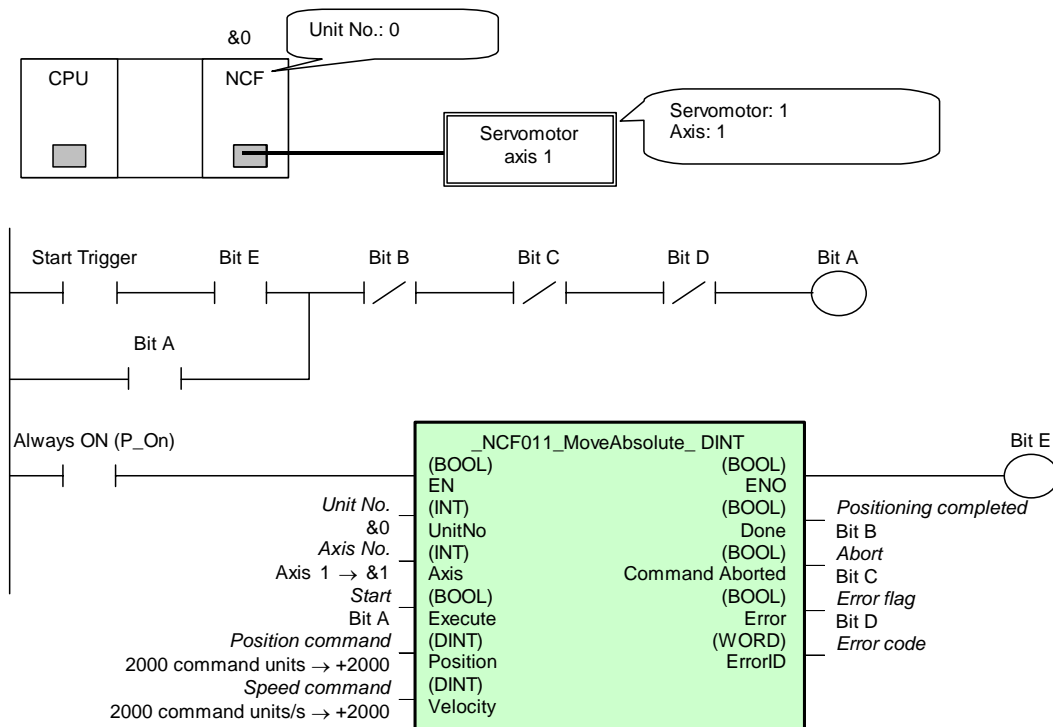 &0
Unit No.: 0
CPU
NCF
Servomotor: 1
Axis: 1
Servomotor
axis 1
Start Trigger
Bit E
Bit B
Bit C
Bit D
Bit A
Bit A
Always ON (P_On)
_NCF011_MoveAbsolute_ DINT
Bit E
(BOOL)
EN
(BOOL)
ENO
Unit No.
&0
(INT)
UnitNo
(BOOL)
Done
Positioning completed
Bit B
Axis No.
Axis 1 → &1
(INT)
Axis
(BOOL)
Command Aborted
Abort
Bit C
Start
Bit A
(BOOL)
Execute
(BOOL)
Error
Error flag
Bit D
Position command
2000 command units → +2000
(DINT)
Position
(WORD)
ErrorID
Error code
Speed command
2000 command units/s → +2000
(DINT)
Velocity